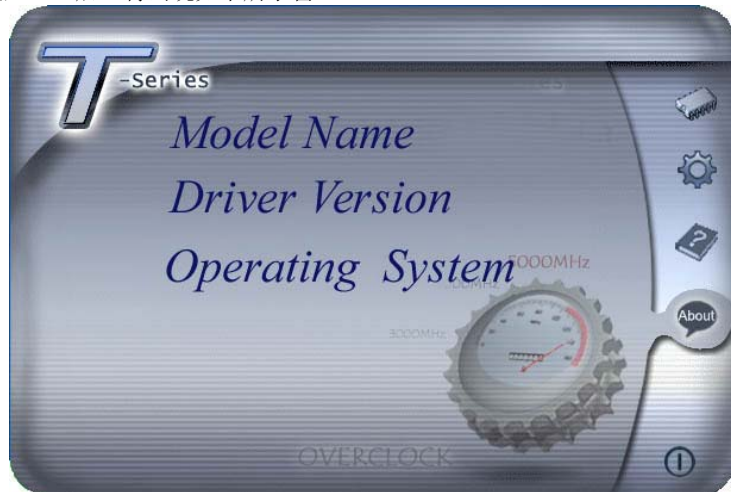 T-Series
Model Name
Driver Version
Operating System
5000MHz
3000MHz
About
OVERCLOCK